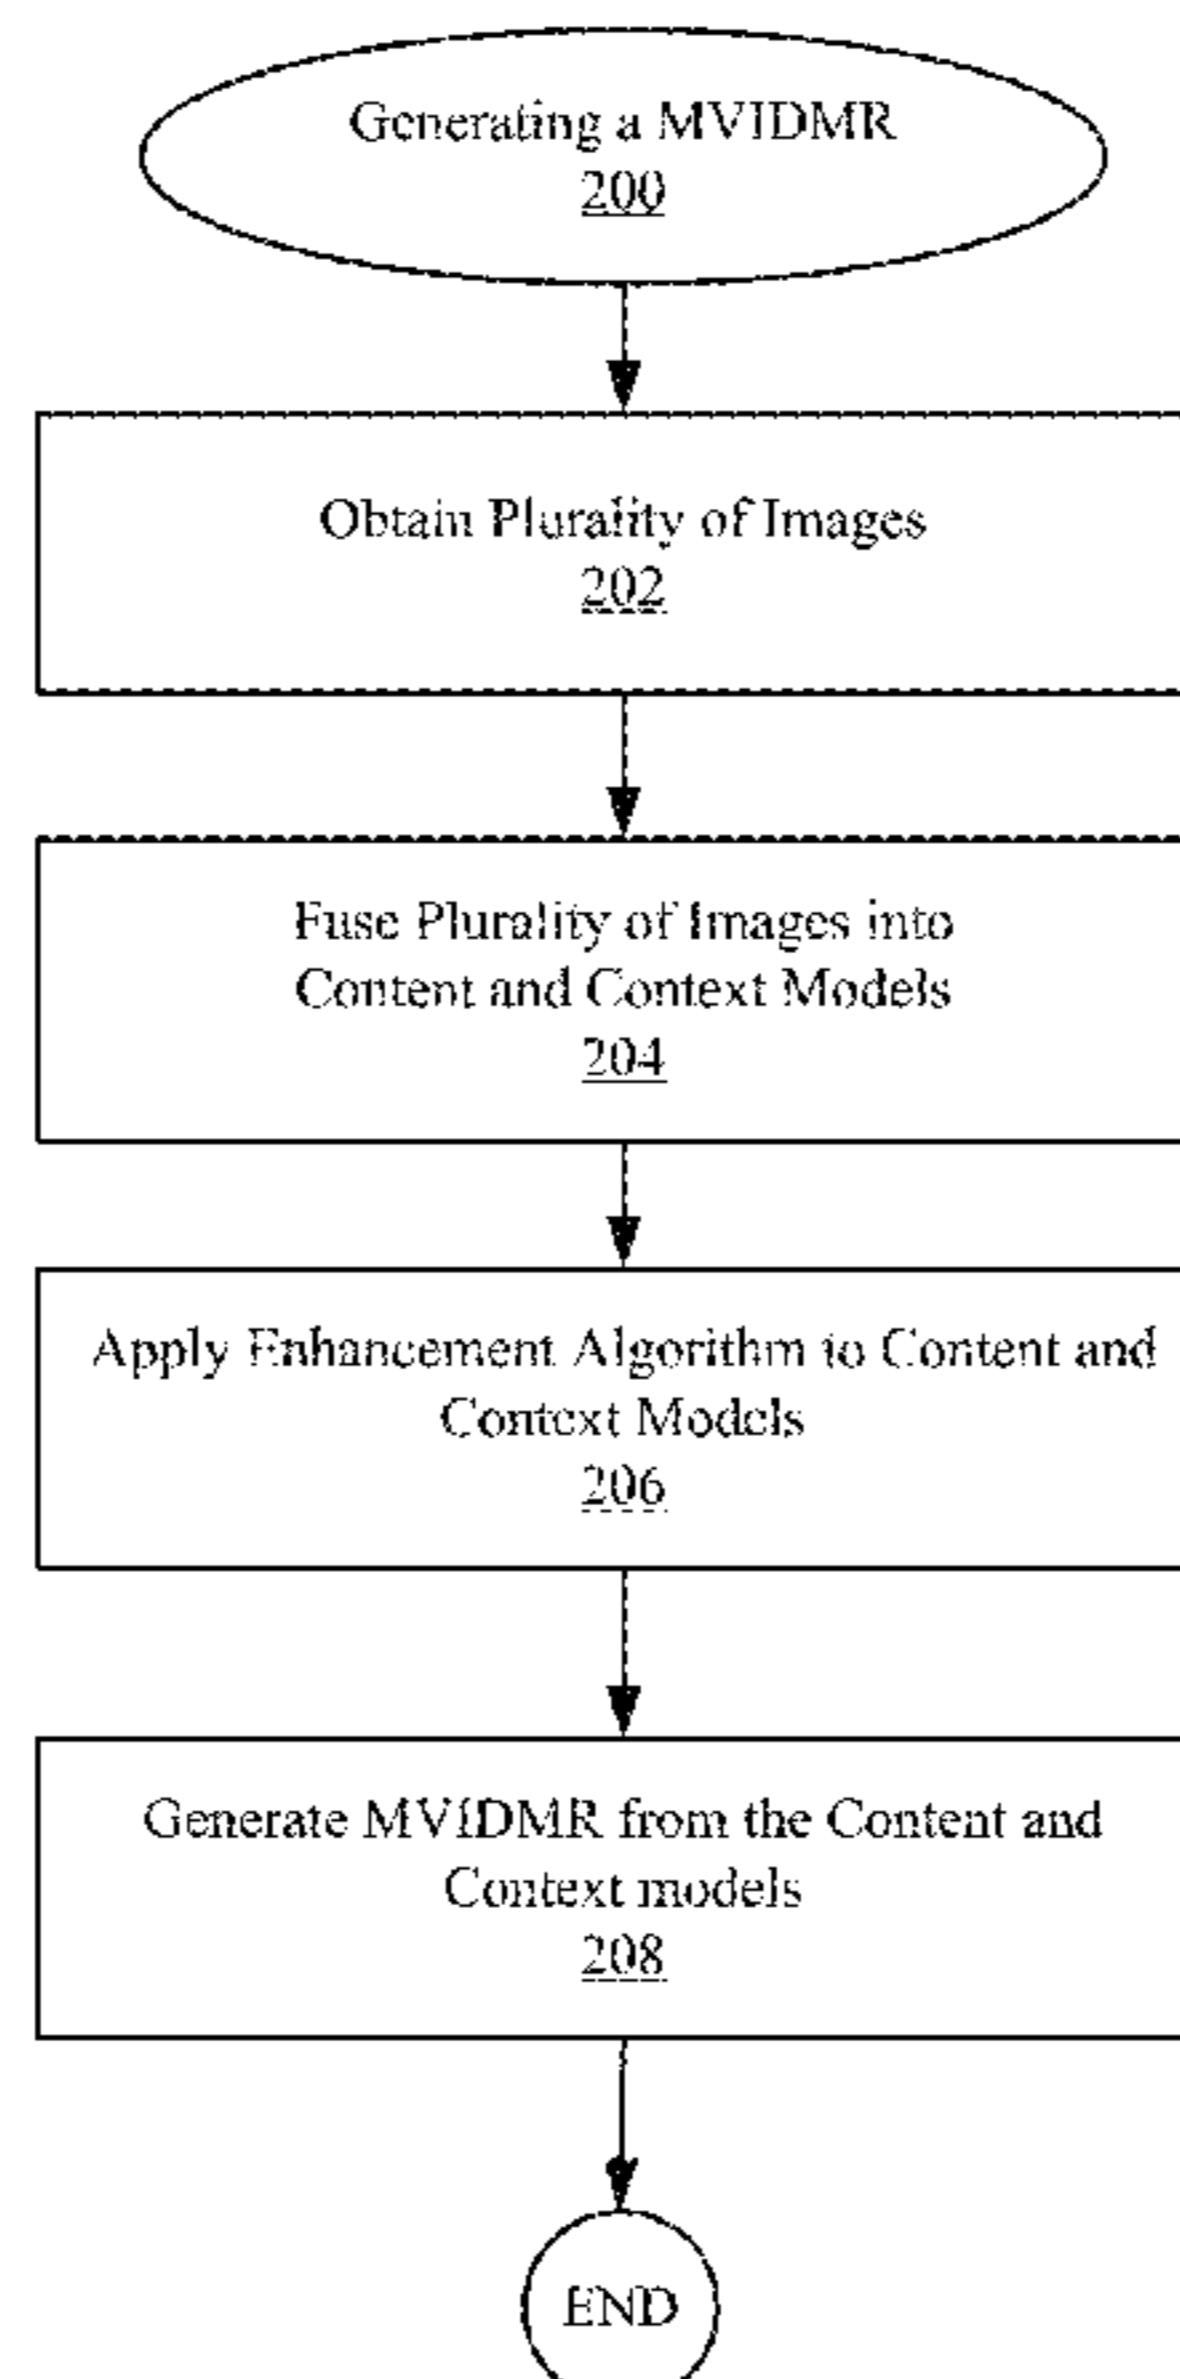 Generating a MVIDMR
200
Obtain Plurality of Images
202
Fuse Plurality of Images into
Content and Context Models
204
Apply Enhancement Algorithm to Content and
Context Models
206
Generate MVIDMR from the Content and
Context models
208
END